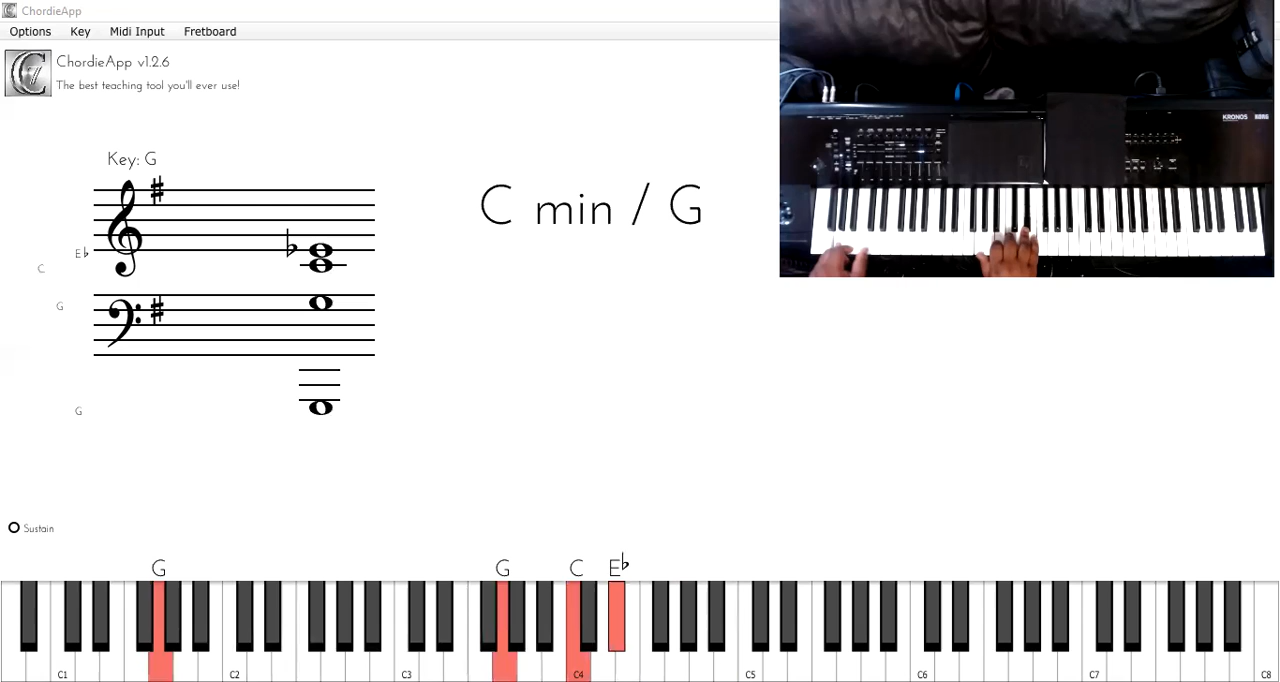 ChordieApp
Options Key Midi Input Fretboard
ChordieApp v1.2.6
The best teaching tool you'll ever use!
KRONOS KORG
Key: G
C min / G
E♭
C
G
G
Sustain
G G C E♭
C1 C2 C3 C4 C5 C6 C7 C8